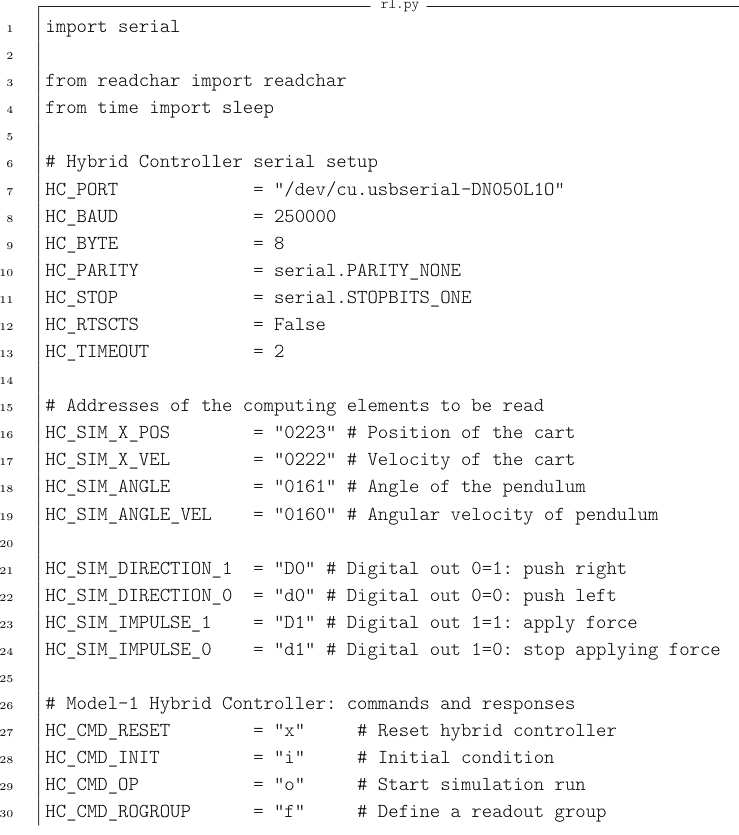 rl.py
1 import serial
2
3 from readchar import readchar
4 from time import sleep
5
6 # Hybrid Controller serial setup
7 HC_PORT = "/dev/cu.usbserial-DN050L1O"
8 HC_BAUD = 250000
9 HC_BYTE = 8
10 HC_PARITY = serial.PARITY_NONE
11 HC_STOP = serial.STOPBITS_ONE
12 HC_RTSCTS = False
13 HC_TIMEOUT = 2
14
15 # Addresses of the computing elements to be read
16 HC_SIM_X_POS = "0223" # Position of the cart
17 HC_SIM_X_VEL = "0222" # Velocity of the cart
18 HC_SIM_ANGLE = "0161" # Angle of the pendulum
19 HC_SIM_ANGLE_VEL = "0160" # Angular velocity of pendulum
20
21 HC_SIM_DIRECTION_1 = "D0" # Digital out 0=1: push right
22 HC_SIM_DIRECTION_0 = "d0" # Digital out 0=0: push left
23 HC_SIM_IMPULSE_1 = "D1" # Digital out 1=1: apply force
24 HC_SIM_IMPULSE_0 = "d1" # Digital out 1=0: stop applying force
25
26 # Model-1 Hybrid Controller: commands and responses
27 HC_CMD_RESET = "x" # Reset hybrid controller
28 HC_CMD_INIT = "i" # Initial condition
29 HC_CMD_OP = "o" # Start simulation run
30 HC_CMD_ROGROUP = "f" # Define a readout group